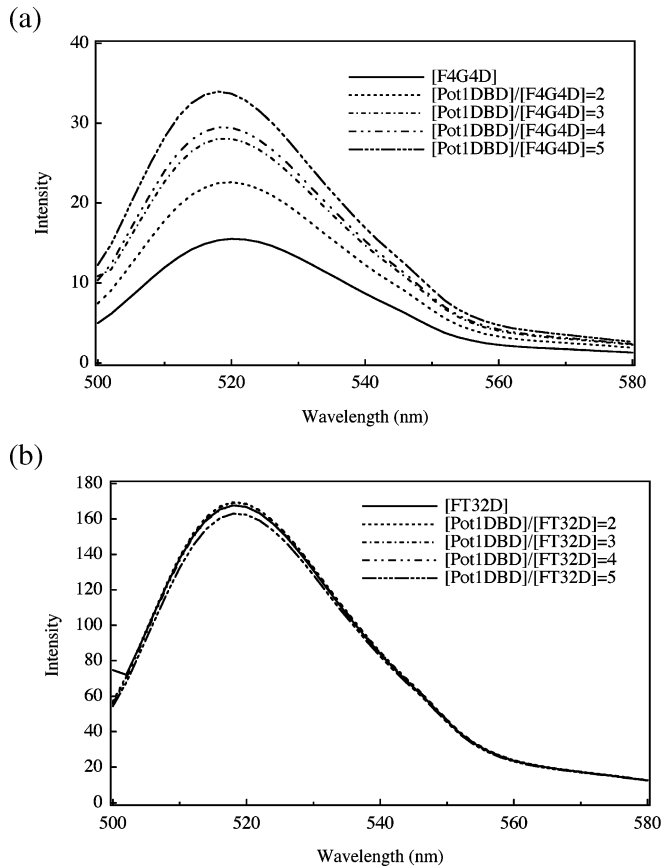 (a)
40
30
20
10
0
Intensity
[F4G4D]
[Pot1DBD]/[F4G4D]=2
[Pot1DBD]/[F4G4D]=3
[Pot1DBD]/[F4G4D]=4
[Pot1DBD]/[F4G4D]=5
500 520 540 560 580
Wavelength (nm)
(b)
180
160
140
120
100
80
60
40
20
0
Intensity
[FT32D]
[Pot1DBD]/[FT32D]=2
[Pot1DBD]/[FT32D]=3
[Pot1DBD]/[FT32D]=4
[Pot1DBD]/[FT32D]=5
500 520 540 560 580
Wavelength (nm)